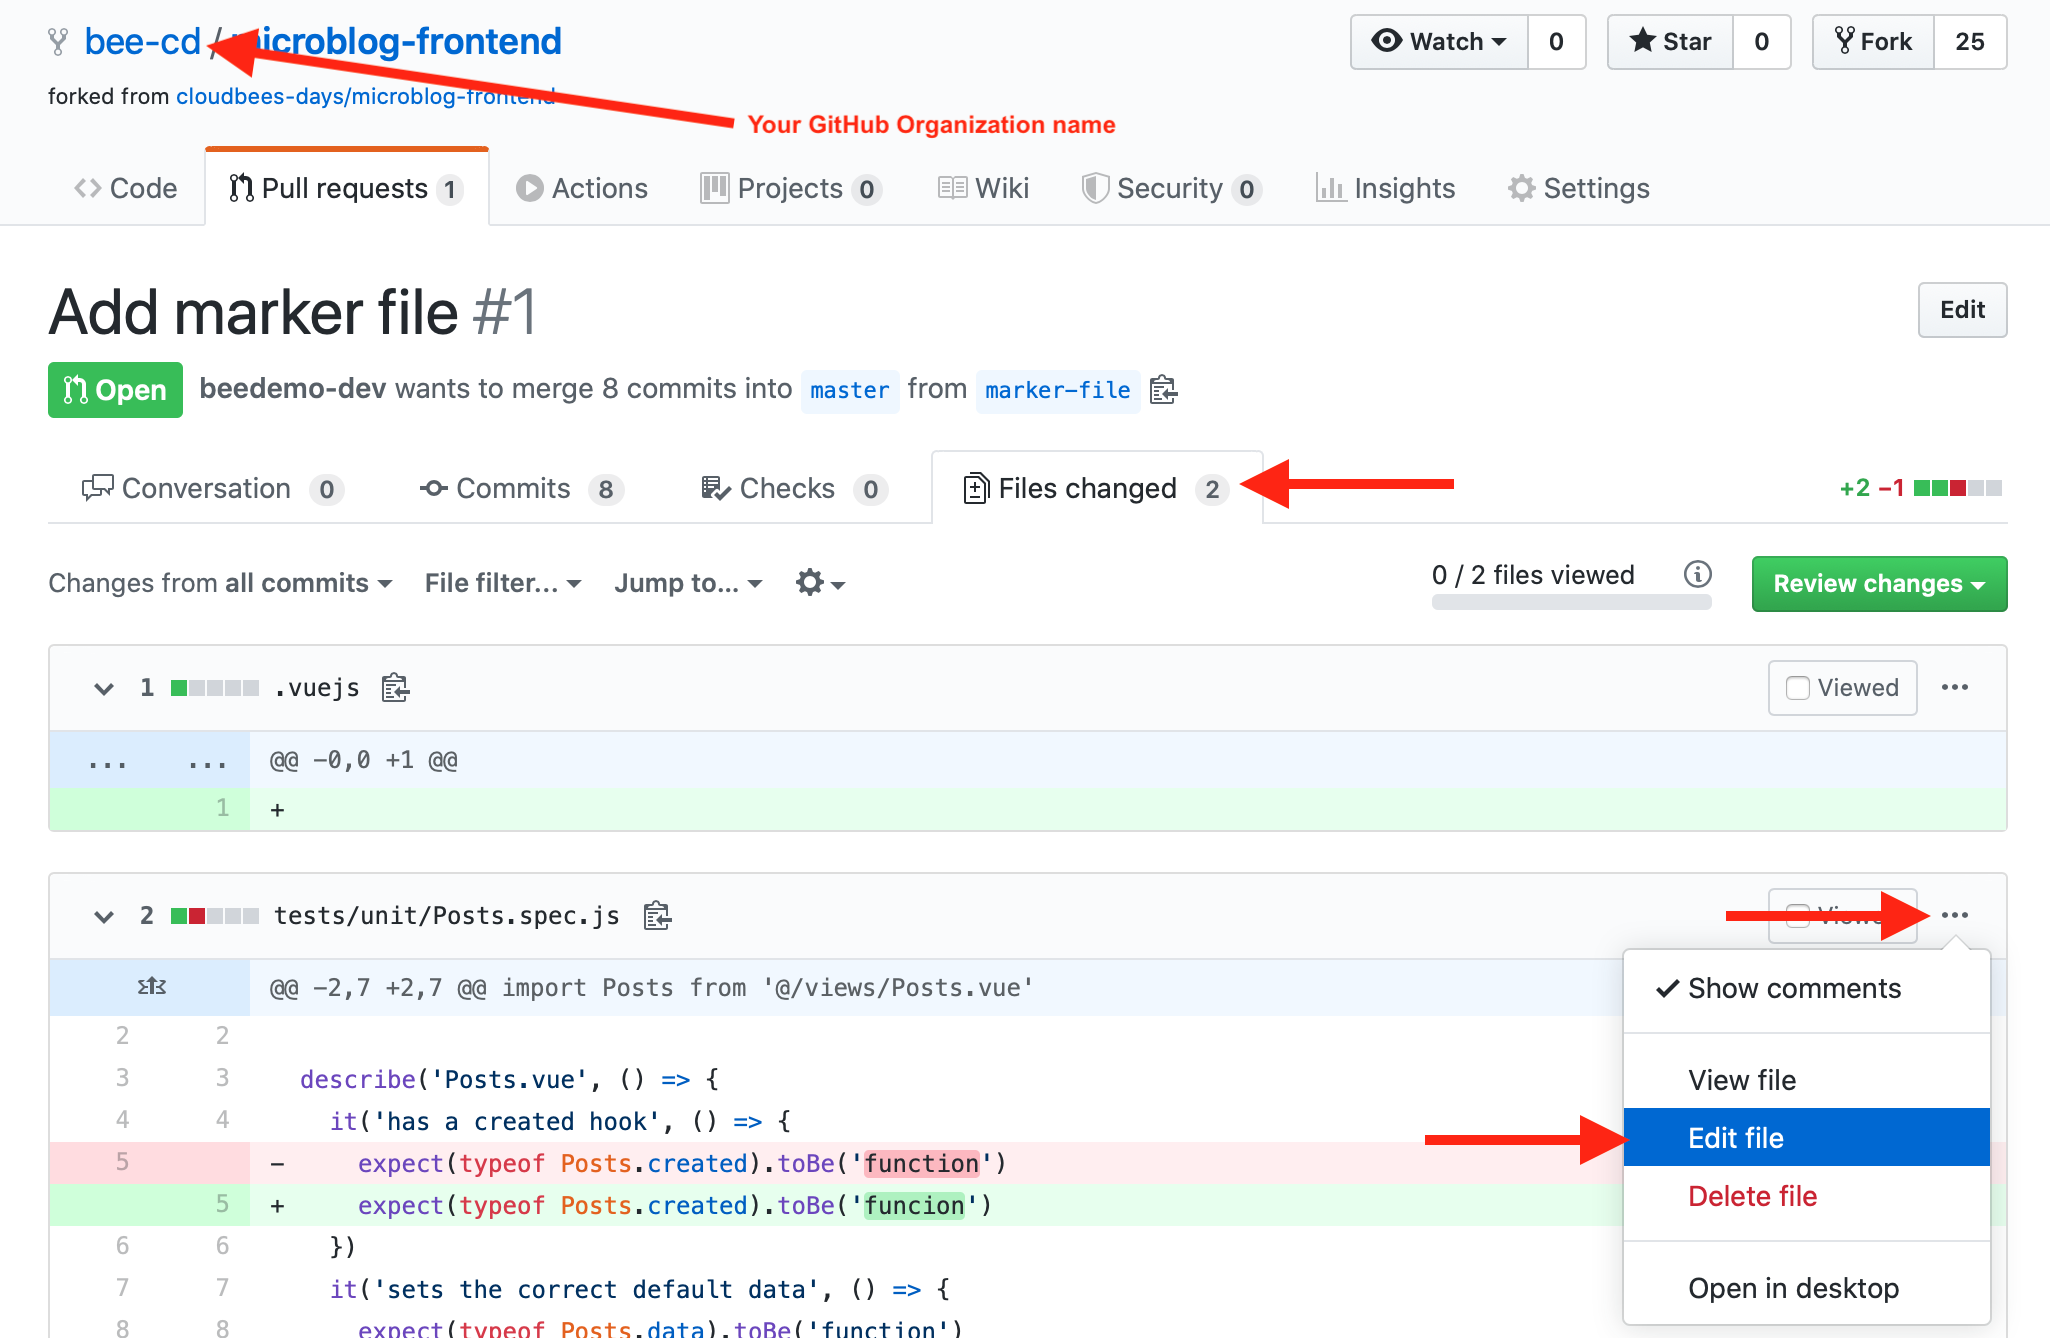 bee-cd / microblog-frontend
Watch 0 Star 0 Fork 25
forked from cloudbees-days/microblog-frontend
Your GitHub Organization name
Code Pull requests 1 Actions Projects 0 Wiki Security 0 Insights Settings
Add marker file #1
Edit
Open beedemo-dev wants to merge 8 commits into master from marker-file
Conversation 0 Commits 8 Checks 0 Files changed 2 +2 −1
Changes from all commits File filter... Jump to... 0 / 2 files viewed Review changes
1 .vuejs Viewed ...
... ... @@ -0,0 +1 @@
1 +
2 tests/unit/Posts.spec.js Viewed ...
@@ -2,7 +2,7 @@ import Posts from '@/views/Posts.vue'
2 2
3 3 describe('Posts.vue', () => {
4 4 it('has a created hook', () => {
5 - expect(typeof Posts.created).toBe('function')
5 + expect(typeof Posts.created).toBe('funcion')
6 6 })
7 7 it('sets the correct default data', () => {
8 8 expect(typeof Posts.data).toBe('function')
Show comments
View file
Edit file
Delete file
Open in desktop